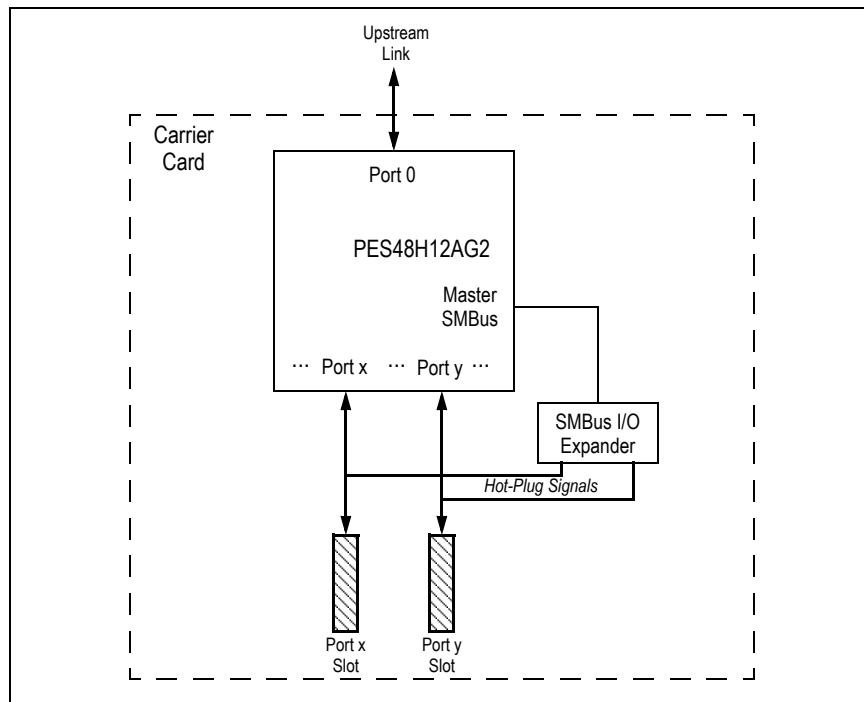 Upstream
Link
Carrier
Card
Port 0
PES48H12AG2
Master
SMBus
... Port x ... Port y ...
SMBus I/O
Expander
Hot-Plug Signals
Port x
Slot
Port y
Slot